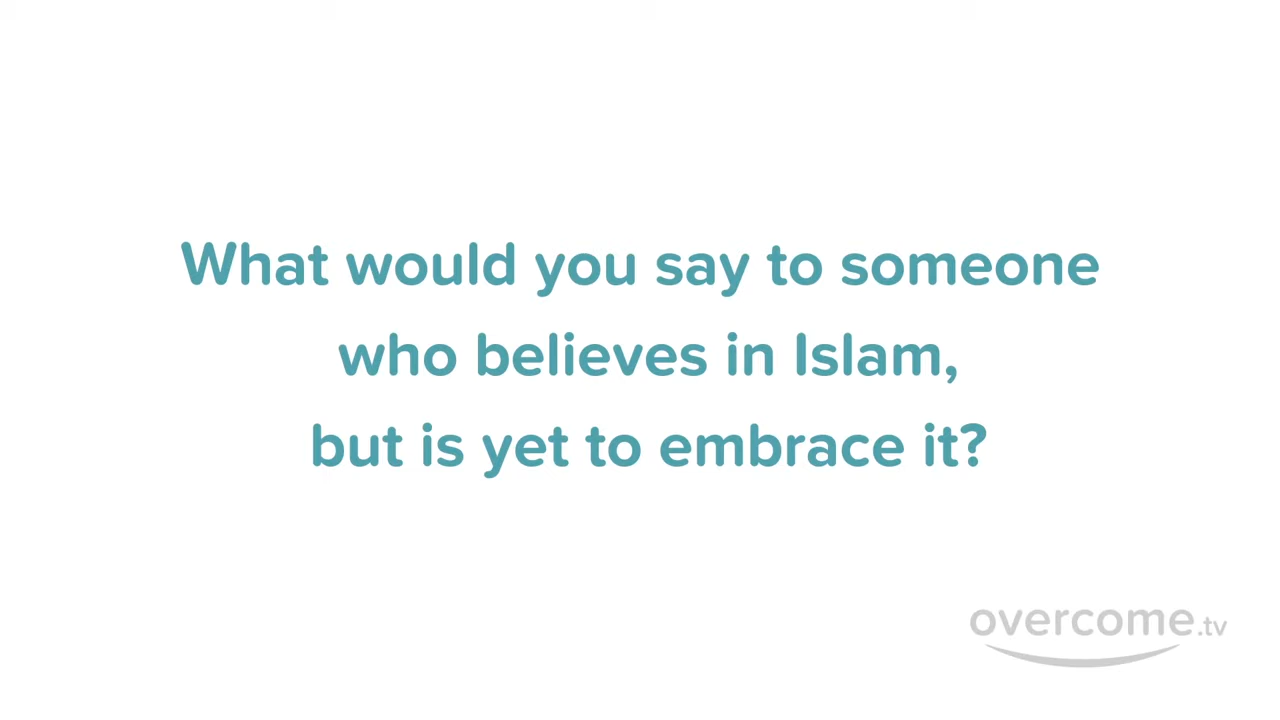 What would you say to someone
who believes in Islam,
but is yet to embrace it?
overcome.tv